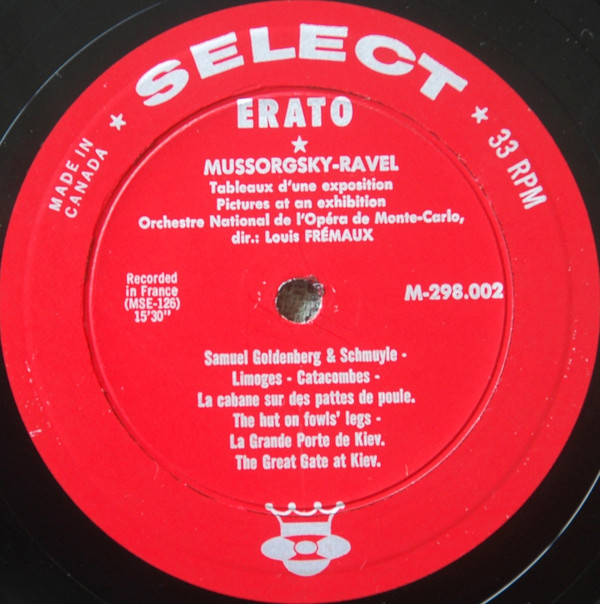 SELECT
MADE IN
CANADA
★ ★ 33 RPM
ERATO
★
MUSSORGSKY-RAVEL
Tableaux d'une exposition
Pictures at an exhibition
Orchestre National de l'Opéra de Monte-Carlo,
dir.: Louis FRÉMAUX
Recorded
in France
(MSE-126)
15'30"
M-298.002
Samuel Goldenberg & Schmuyle -
Limoges - Catacombes -
La cabane sur des pattes de poule.
The hut on fowls' legs -
La Grande Porte de Kiev.
The Great Gate at Kiev.